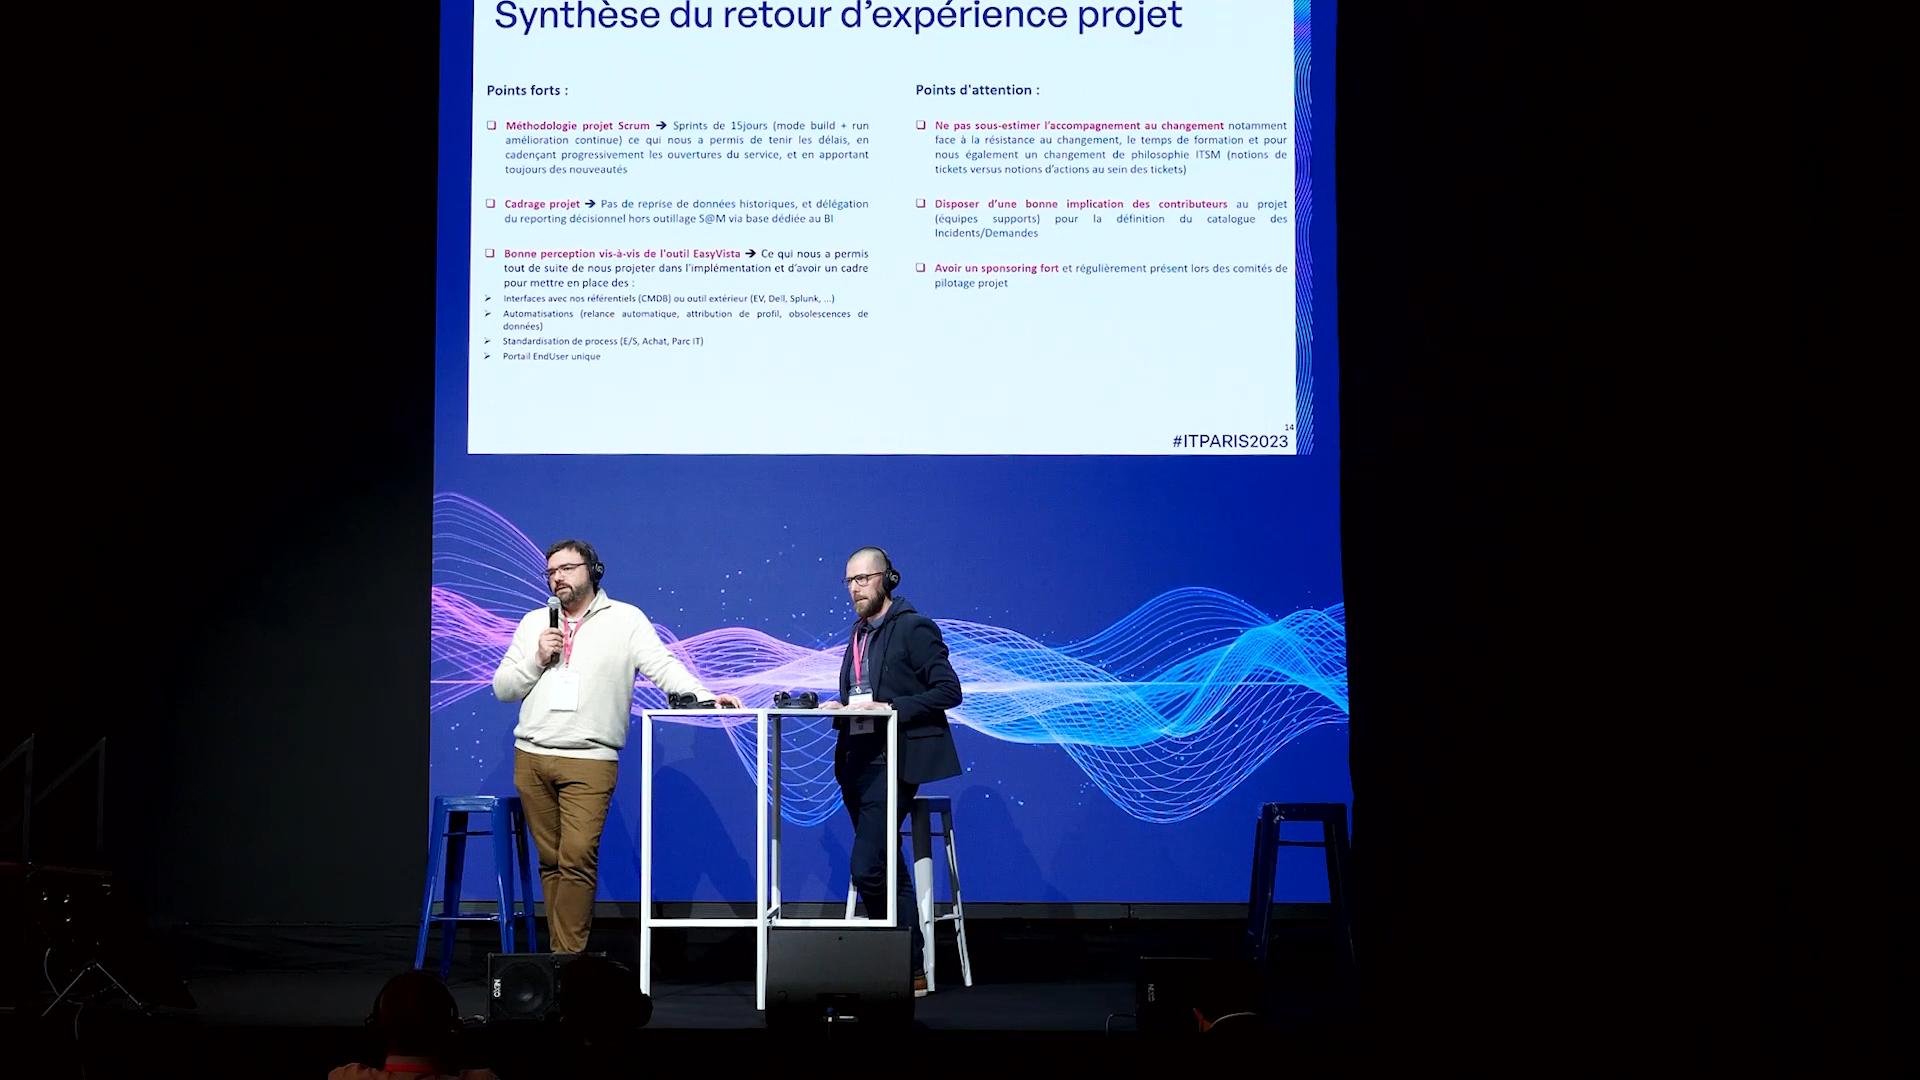 Synthèse du retour d'expérience projet
Points forts :
❑ Méthodologie projet Scrum ➔ Sprints de 15jours (mode build + run
amélioration continue) ce qui nous a permis de tenir les délais, en
cadençant progressivement les ouvertures du service, et en apportant
toujours des nouveautés
❑ Cadrage projet ➔ Pas de reprise de données historiques, et délégation
du reporting décisionnel hors outillage S@M via base dédiée au BI
❑ Bonne perception vis-à-vis de l'outil EasyVista ➔ Ce qui nous a permis
tout de suite de nous projeter dans l'implémentation et d'avoir un cadre
pour mettre en place des :
➢ Interfaces avec nos référentiels (CMDB) ou outil extérieur (EV, Dell, Splunk, ...)
➢ Automatisations (relance automatique, attribution de profil, obsolescences de
données)
➢ Standardisation de process (E/S, Achat, Parc IT)
➢ Portail EndUser unique
Points d'attention :
❑ Ne pas sous-estimer l'accompagnement au changement notamment
face à la résistance au changement, le temps de formation et pour
nous également un changement de philosophie ITSM (notions de
tickets versus notions d'actions au sein des tickets)
❑ Disposer d'une bonne implication des contributeurs au projet
(équipes supports) pour la définition du catalogue des
Incidents/Demandes
❑ Avoir un sponsoring fort et régulièrement présent lors des comités de
pilotage projet
14
#ITPARIS2023
NEXO
NEXO